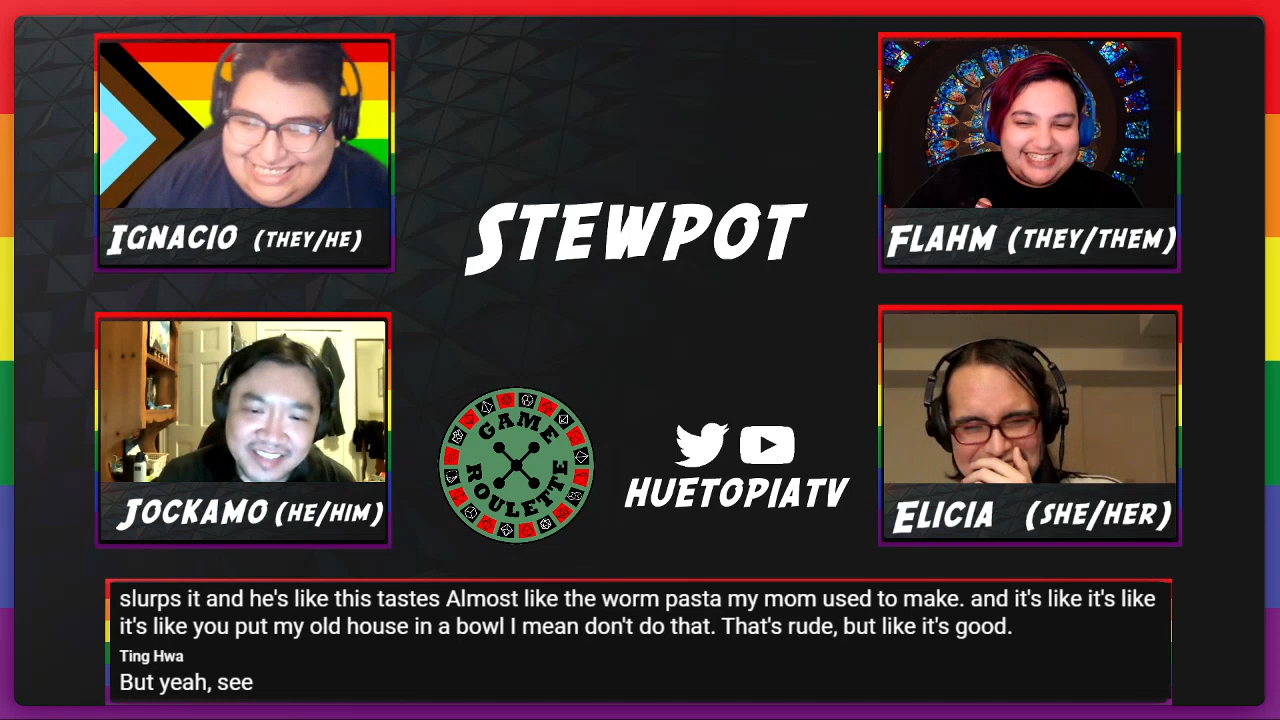 Ignacio (they/he)
Flahm (they/them)
Stewpot
Jockamo (he/him)
GAME
ROULETTE
HUETOPIATV
Elicia (she/her)
slurps it and he's like this tastes Almost like the worm pasta my mom used to make. and it's like it's like
it's like you put my old house in a bowl I mean don't do that. That's rude, but like it's good.
Ting Hwa
But yeah, see